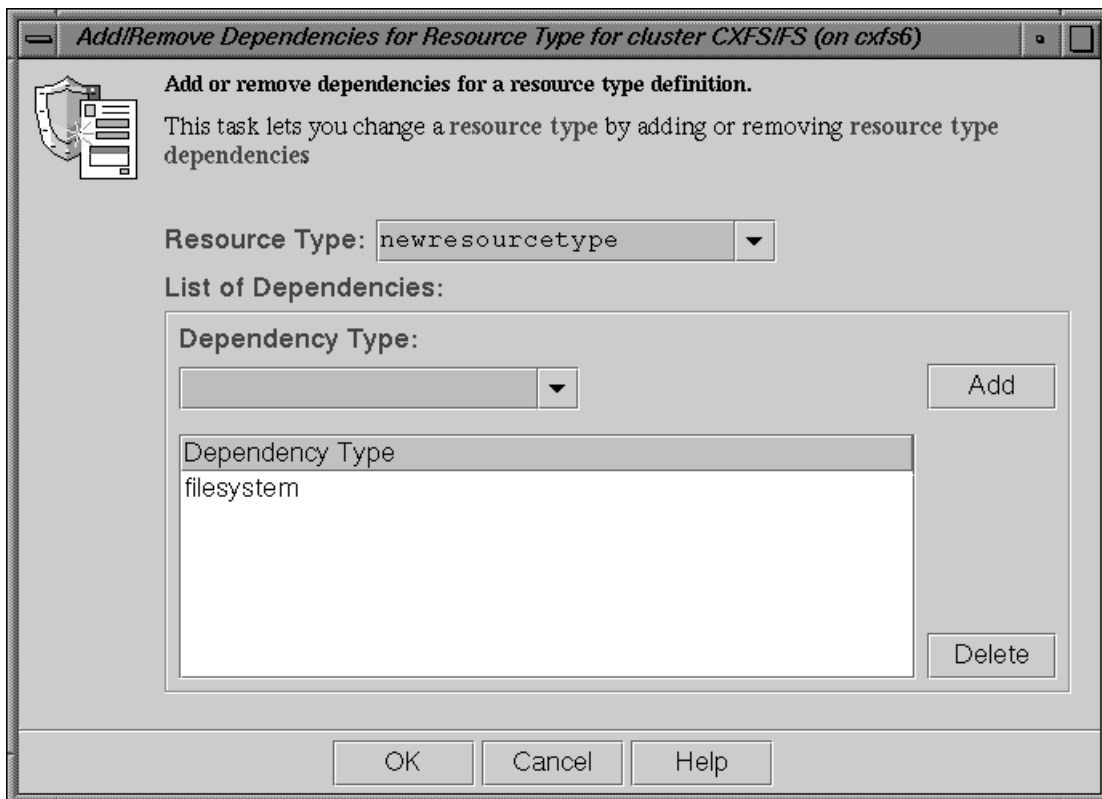 Add/Remove Dependencies for Resource Type for cluster CXFS/FS (on cxfs6)
Add or remove dependencies for a resource type definition.
This task lets you change a resource type by adding or removing resource type
dependencies
Resource Type: newresourcetype
List of Dependencies:
Dependency Type:
Add
Dependency Type
filesystem
Delete
OK Cancel Help